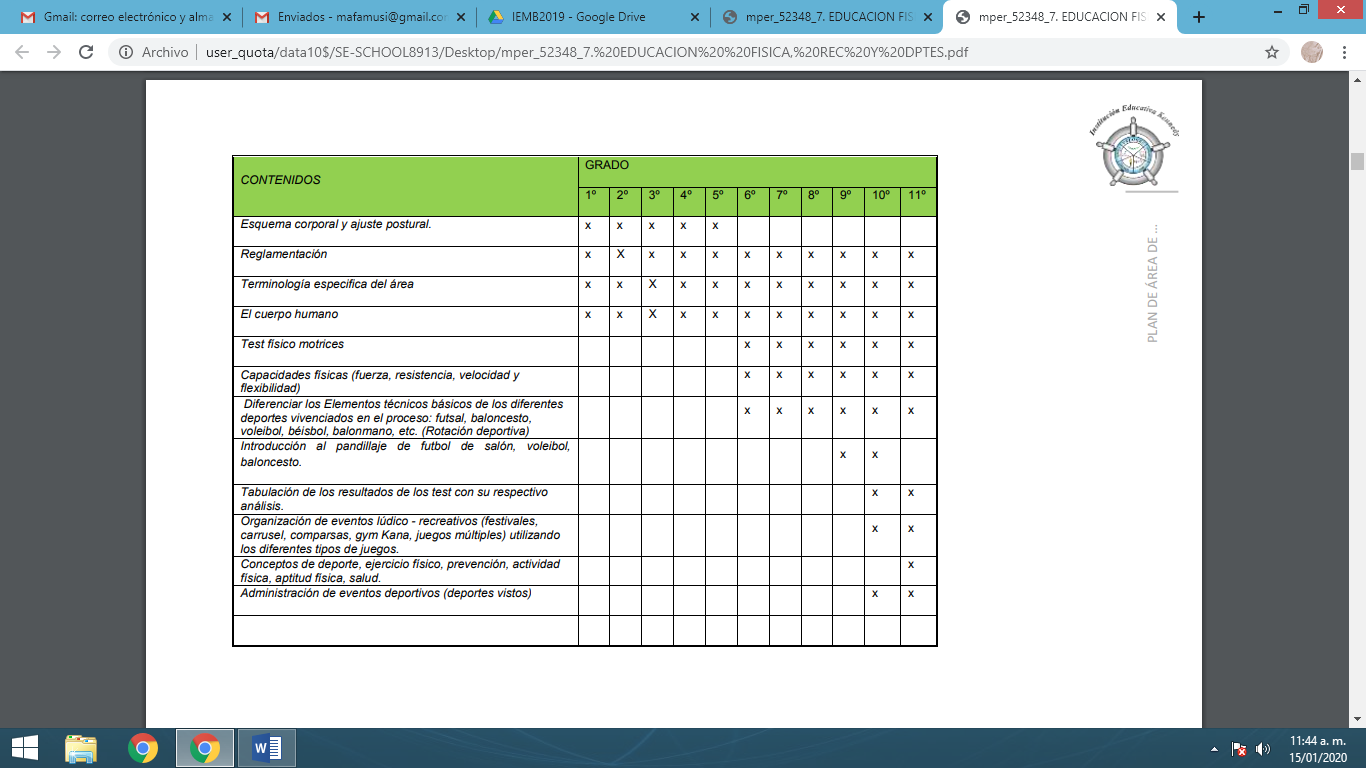 Gmail: correo electrónico y alma
Enviados - mafamusi@gmail.cor
IEMB2019 - Google Drive
mper_52348_7. EDUCACION FIS
mper_52348_7. EDUCACION FIS
Archivo | user_quota/data10$/SE-SCHOOL8913/Desktop/mper_52348_7.%20EDUCACION%20%20FISICA,%20REC%20Y%20DPTES.pdf
Institución Educativa Kennedy
PLAN DE ÁREA DE ...
CONTENIDOS
GRADO
1º 2º 3º 4º 5º 6º 7º 8º 9º 10º 11º
Esquema corporal y ajuste postural.
x x x x x
Reglamentación
x X x x x x x x x x x
Terminología especifica del área
x x X x x x x x x x x
El cuerpo humano
x x X x x x x x x x x
Test físico motrices
x x x x x x
Capacidades físicas (fuerza, resistencia, velocidad y
flexibilidad)
x x x x x x
Diferenciar los Elementos técnicos básicos de los diferentes
deportes vivenciados en el proceso: futsal, baloncesto,
voleibol, béisbol, balonmano, etc. (Rotación deportiva)
x x x x x x
Introducción al pandillaje de futbol de salón, voleibol,
baloncesto.
x x
Tabulación de los resultados de los test con su respectivo
análisis.
x x
Organización de eventos lúdico - recreativos (festivales,
carrusel, comparsas, gym Kana, juegos múltiples) utilizando
los diferentes tipos de juegos.
x x
Conceptos de deporte, ejercicio físico, prevención, actividad
física, aptitud física, salud.
x
Administración de eventos deportivos (deportes vistos)
x x
11:44 a. m.
15/01/2020